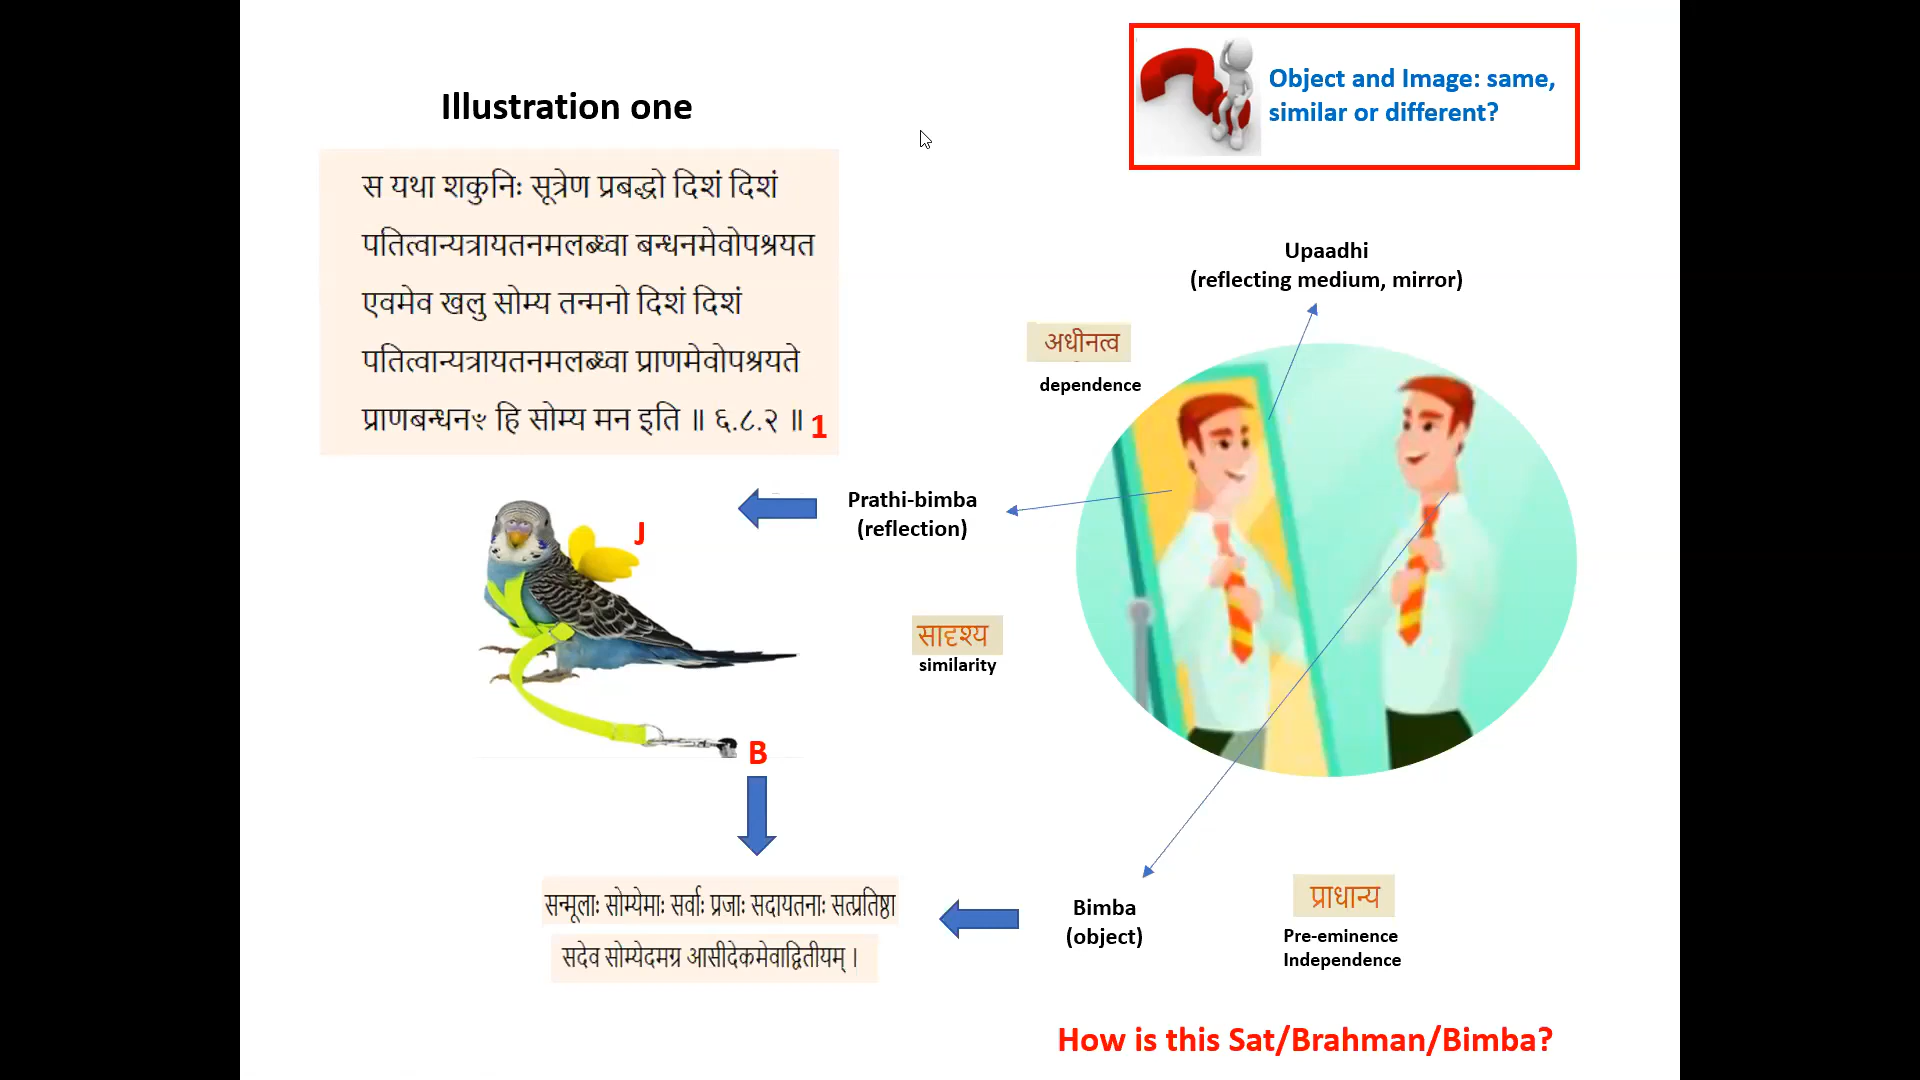 Illustration one
Object and Image: same,
similar or different?
स यथा शकुनिः सूत्रेण प्रबद्धो दिशं दिशं
पतित्वान्यत्रायतनमलब्ध्वा बन्धनमेवोपश्रयत
एवमेव खलु सोम्य तन्मनो दिशं दिशं
पतित्वान्यत्रायतनमलब्ध्वा प्राणमेवोपश्रयते
प्राणबन्धनꣳ हि सोम्य मन इति ॥ ६.८.२ ॥ 1
Upaadhi
(reflecting medium, mirror)
अधीनत्व
dependence
Prathi-bimba
(reflection)
J
सादृश्य
similarity
B
सन्मूलाः सोम्येमाः सर्वाः प्रजाः सदायतनाः सत्प्रतिष्ठा
सदेव सोम्येदमग्र आसीदेकमेवाद्वितीयम् ।
Bimba
(object)
प्राधान्य
Pre-eminence
Independence
How is this Sat/Brahman/Bimba?